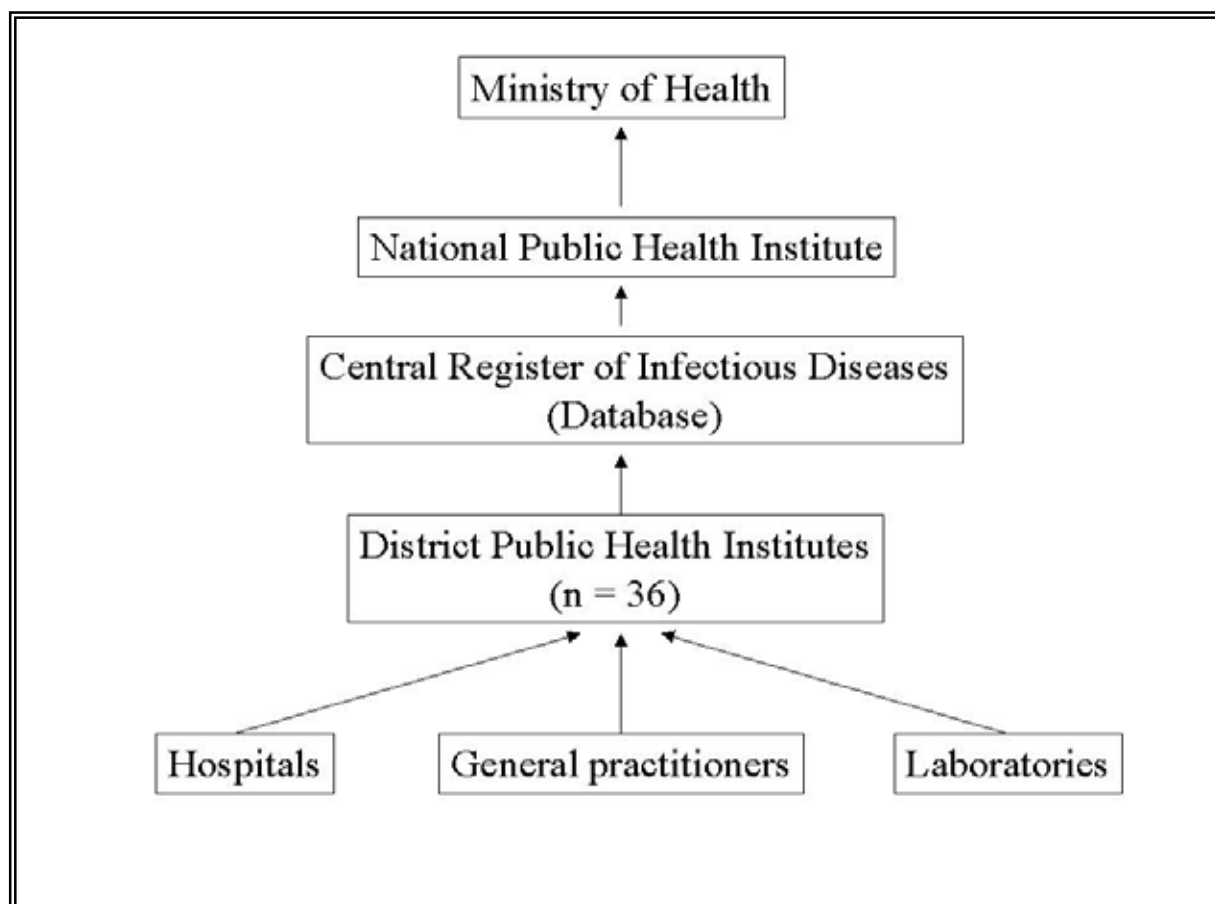 Ministry of Health
National Public Health Institute
Central Register of Infectious Diseases
(Database)
District Public Health Institutes
(n = 36)
Hospitals
General practitioners
Laboratories